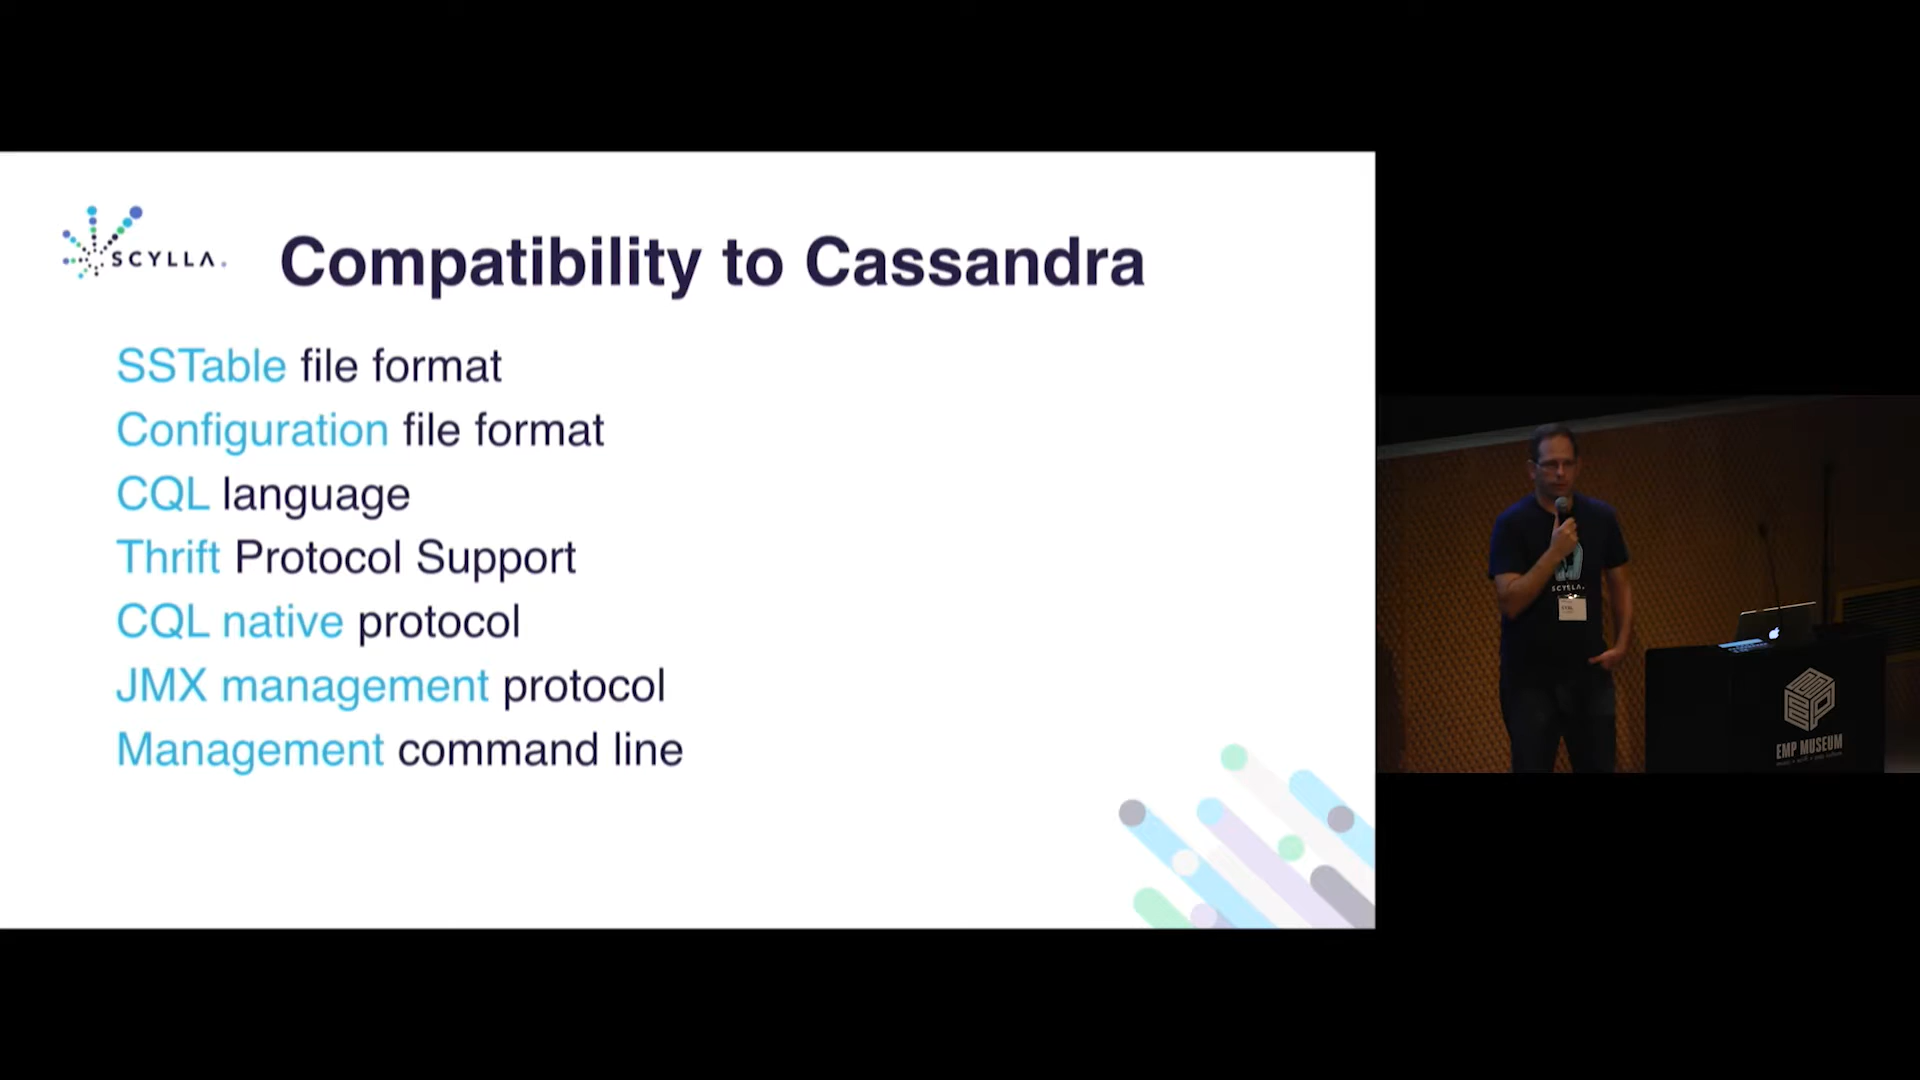 SCYLLA.
Compatibility to Cassandra
SSTable file format
Configuration file format
CQL language
Thrift Protocol Support
CQL native protocol
JMX management protocol
Management command line
SCYLLA.
EMP MUSEUM